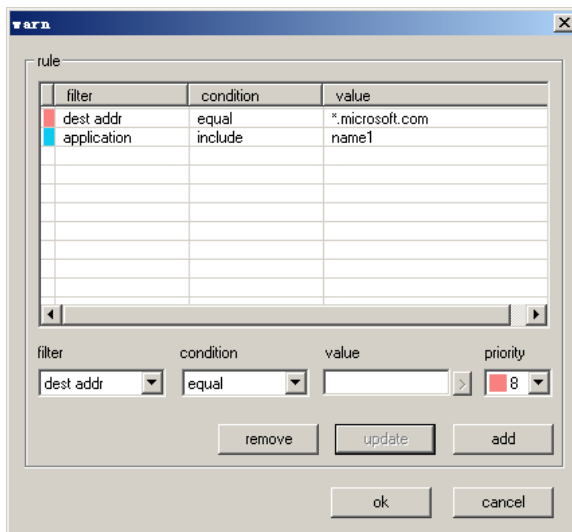 warn
rule
filter condition value
dest addr equal *.microsoft.com
application include name1
filter condition value priority
dest addr equal > 8
remove update add
ok cancel